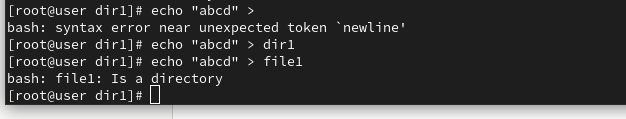 [root@user dir1]# echo "abcd" >
bash: syntax error near unexpected token `newline'
[root@user dir1]# echo "abcd" > dir1
[root@user dir1]# echo "abcd" > file1
bash: file1: Is a directory
[root@user dir1]#